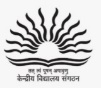 तत् त्वं पूषन् अपावृणु
केन्द्रीय विद्यालय संगठन